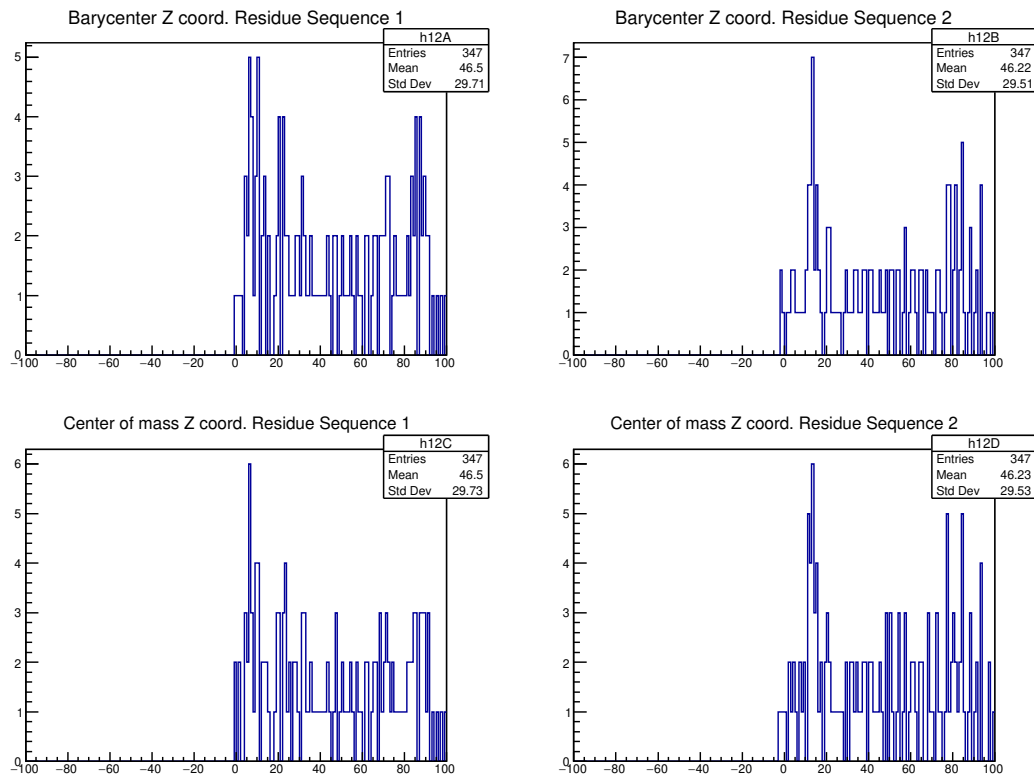 Barycenter Z coord. Residue Sequence 1
h12A
Entries 347
Mean 46.5
Std Dev 29.71
5
4
3
2
1
0
−100 −80 −60 −40 −20 0 20 40 60 80 100
Barycenter Z coord. Residue Sequence 2
h12B
Entries 347
Mean 46.22
Std Dev 29.51
7
6
5
4
3
2
1
0
−100 −80 −60 −40 −20 0 20 40 60 80 100
Center of mass Z coord. Residue Sequence 1
h12C
Entries 347
Mean 46.5
Std Dev 29.73
6
5
4
3
2
1
0
−100 −80 −60 −40 −20 0 20 40 60 80 100
Center of mass Z coord. Residue Sequence 2
h12D
Entries 347
Mean 46.23
Std Dev 29.53
6
5
4
3
2
1
0
−100 −80 −60 −40 −20 0 20 40 60 80 100